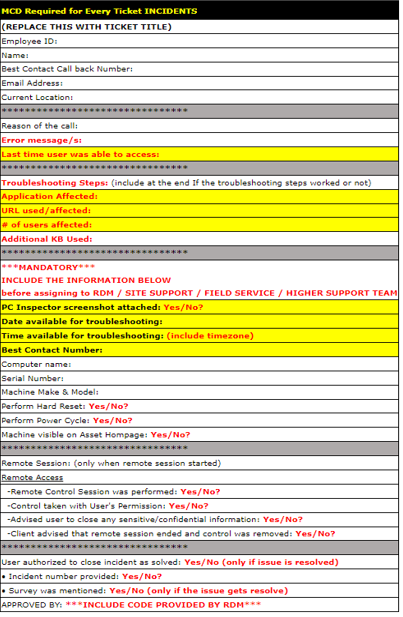 MCD Required for Every Ticket INCIDENTS
(REPLACE THIS WITH TICKET TITLE)
Employee ID:
Name:
Best Contact Call back Number:
Email Address:
Current Location:
********************************
Reason of the call:
Error message/s:
Last time user was able to access:
********************************
Troubleshooting Steps: (include at the end If the troubleshooting steps worked or not)
Application Affected:
URL used/affected:
# of users affected:
Additional KB Used:
********************************
***MANDATORY***
INCLUDE THE INFORMATION BELOW
before assigning to RDM / SITE SUPPORT / FIELD SERVICE / HIGHER SUPPORT TEAM
PC Inspector screenshot attached: Yes/No?
Date available for troubleshooting:
Time available for troubleshooting: (include timezone)
Best Contact Number:
Computer name:
Serial Number:
Machine Make & Model:
Perform Hard Reset: Yes/No?
Perform Power Cycle: Yes/No?
Machine visible on Asset Hompage: Yes/No?
********************************
Remote Session: (only when remote session started)
Remote Access
-Remote Control Session was performed: Yes/No?
-Control taken with User's Permission: Yes/No?
-Advised user to close any sensitive/confidential information: Yes/No?
-Client advised that remote session ended and control was removed: Yes/No?
********************************
User authorized to close incident as solved: Yes/No (only if issue is resolved)
• Incident number provided: Yes/No?
• Survey was mentioned: Yes/No (only if the issue gets resolve)
APPROVED BY: ***INCLUDE CODE PROVIDED BY RDM***